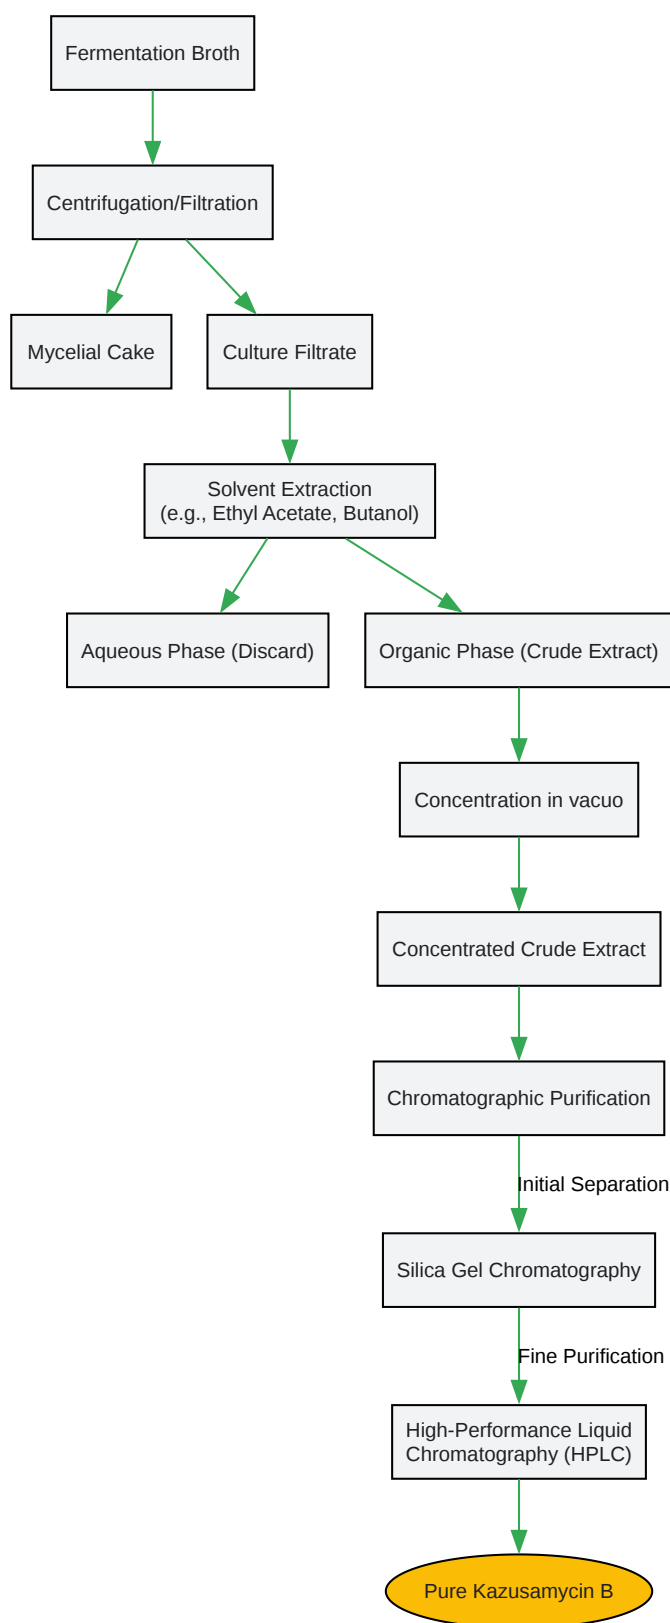 Fermentation Broth
Centrifugation/Filtration
Mycelial Cake
Culture Filtrate
Solvent Extraction
(e.g., Ethyl Acetate, Butanol)
Aqueous Phase (Discard)
Organic Phase (Crude Extract)
Concentration in vacuo
Concentrated Crude Extract
Chromatographic Purification
Initial Separation
Silica Gel Chromatography
Fine Purification
High-Performance Liquid
Chromatography (HPLC)
Pure Kazusamycin B